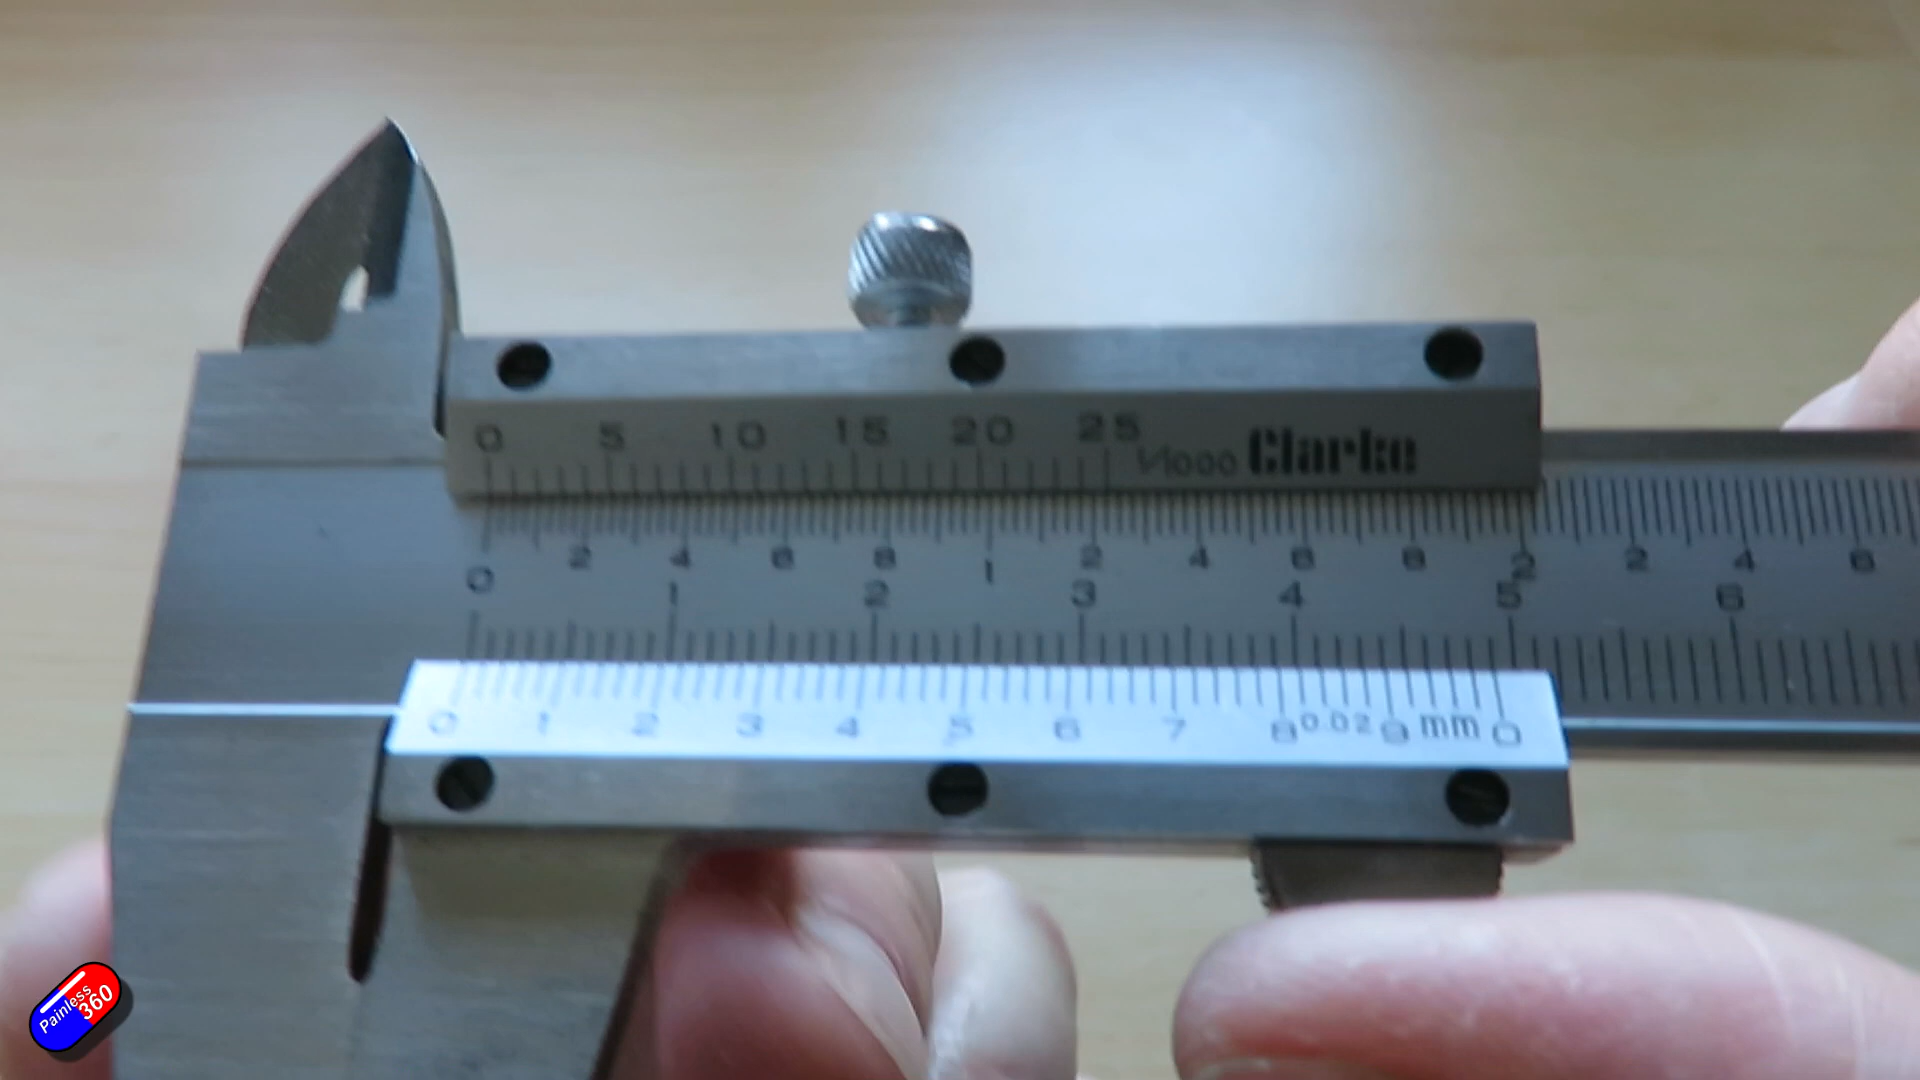 0 5 10 15 20 25 1/1000 Clarke
2 4 6 8 1 2 4 6 8 2 2 4 6
0 1 2 3 4 5 6
0 1 2 3 4 5 6 7 8 0.02 9 mm 0
Painless
360